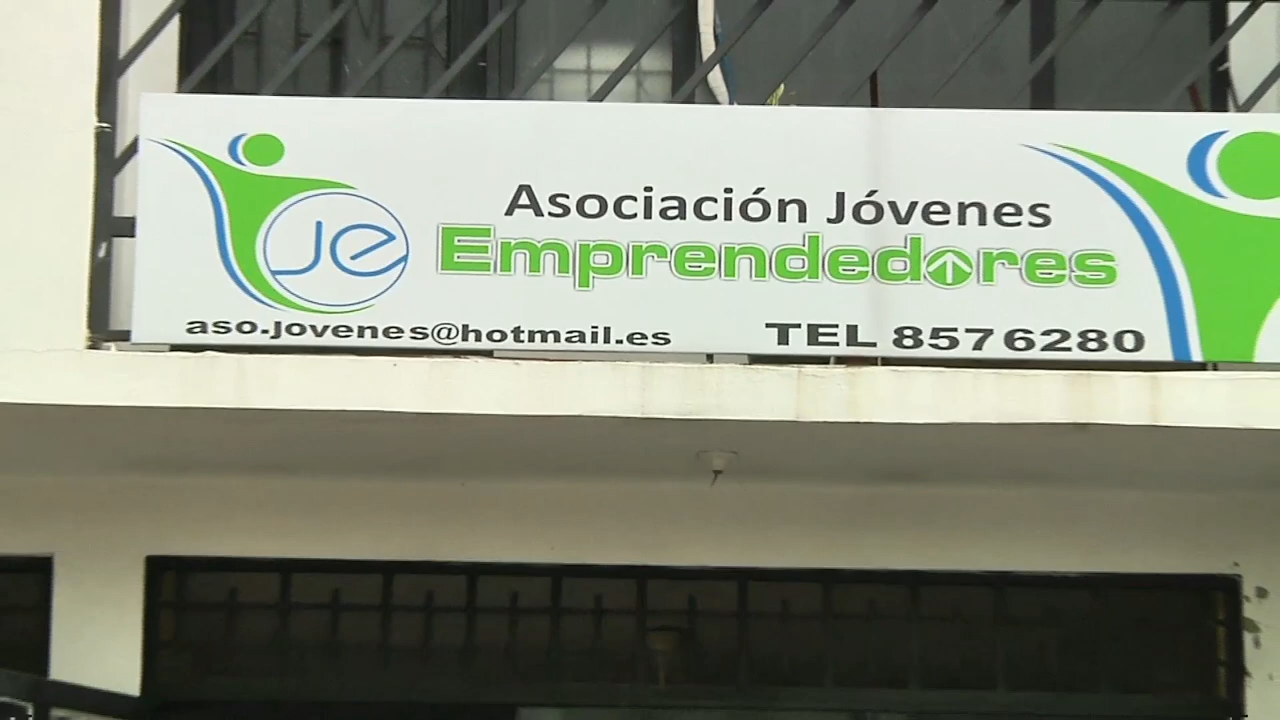 Asociación Jóvenes
Emprendedores
Je
aso.jovenes@hotmail.es
TEL 8576280